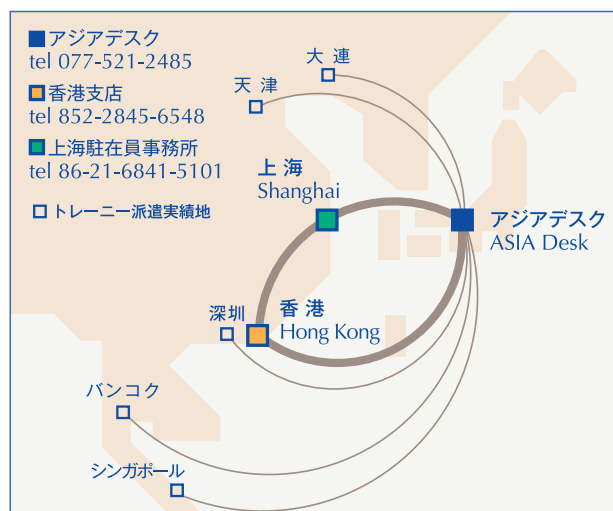 アジアデスク
tel 077-521-2485
香港支店
tel 852-2845-6548
上海駐在員事務所
tel 86-21-6841-5101
トレーニー派遣実績地
大連
天津
上海
Shanghai
アジアデスク
ASIA Desk
深圳
香港
Hong Kong
バンコク
シンガポール